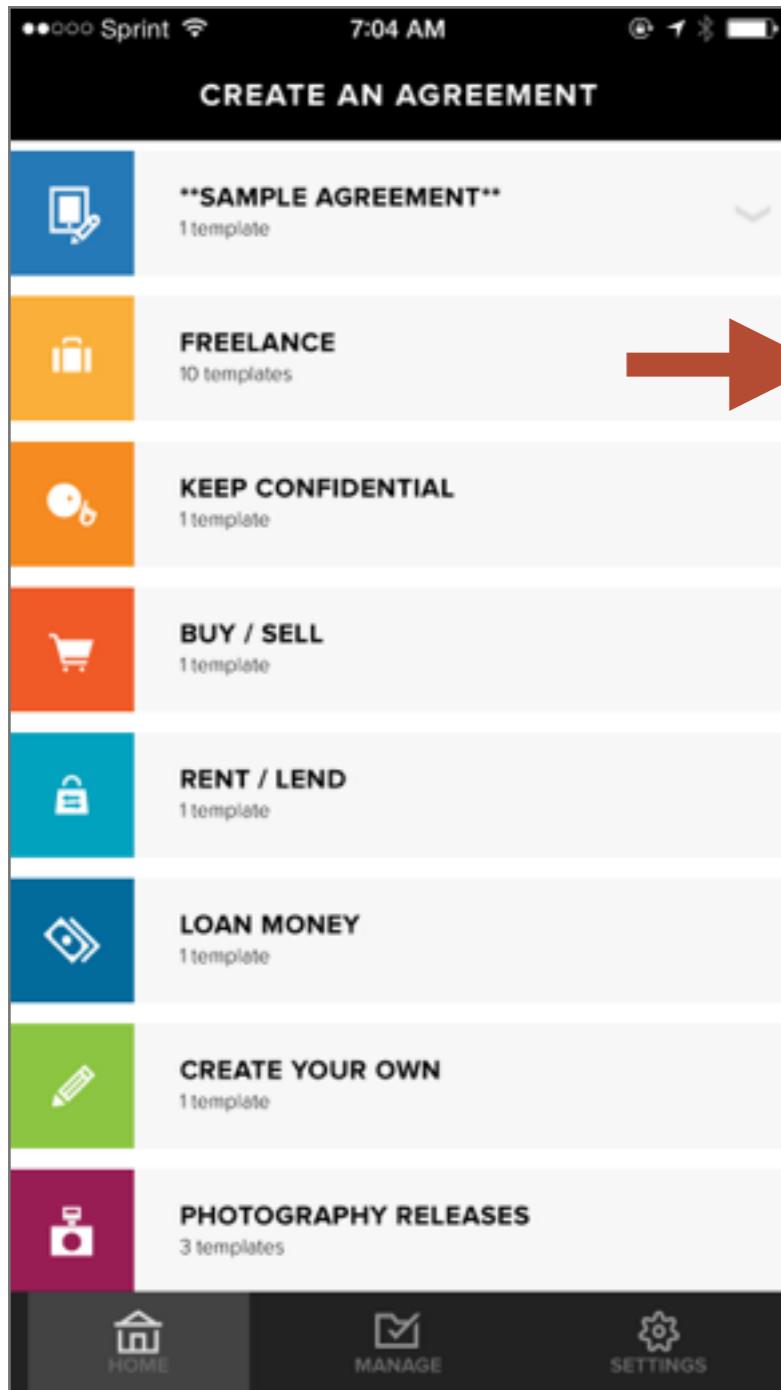 Sprint 7:04 AM
CREATE AN AGREEMENT
**SAMPLE AGREEMENT**
1 template
FREELANCE
10 templates
KEEP CONFIDENTIAL
1 template
BUY / SELL
1 template
RENT / LEND
1 template
LOAN MONEY
1 template
CREATE YOUR OWN
1 template
PHOTOGRAPHY RELEASES
3 templates
HOME MANAGE SETTINGS